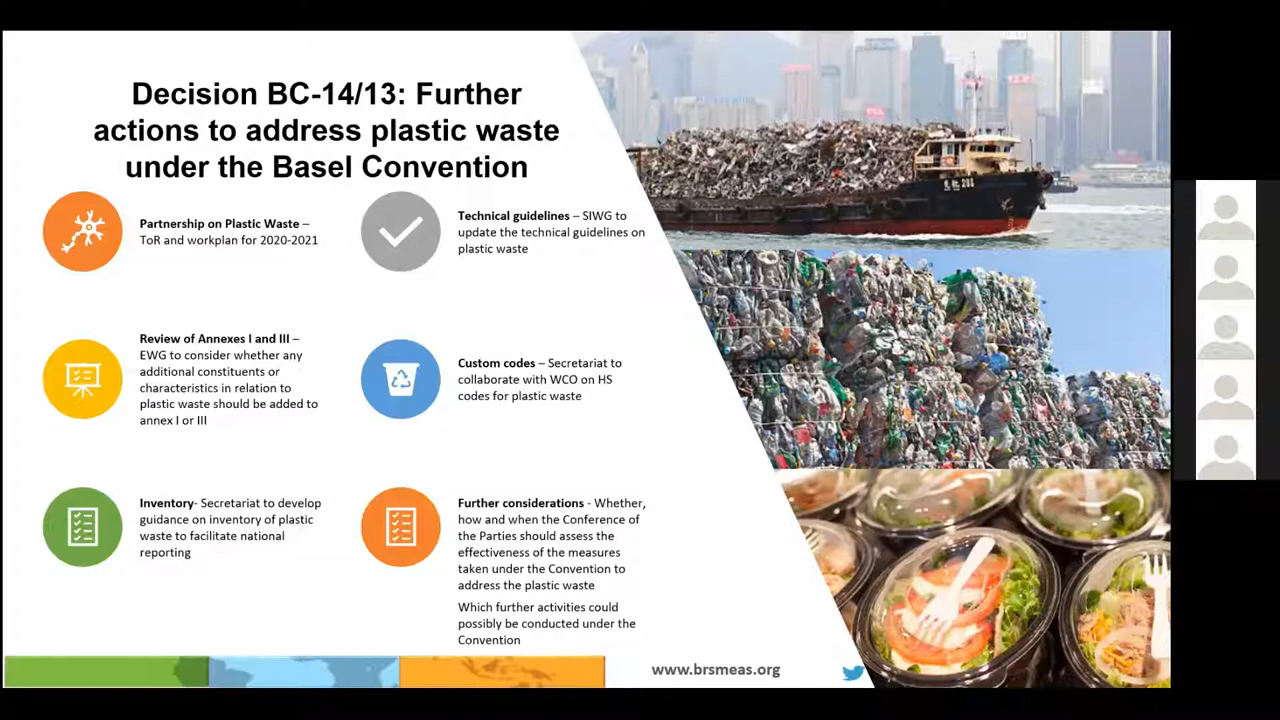 Decision BC-14/13: Further
actions to address plastic waste
under the Basel Convention
Partnership on Plastic Waste –
ToR and workplan for 2020-2021
Technical guidelines – SIWG to
update the technical guidelines on
plastic waste
Review of Annexes I and III –
EWG to consider whether any
additional constituents or
characteristics in relation to
plastic waste should be added to
annex I or III
Custom codes – Secretariat to
collaborate with WCO on HS
codes for plastic waste
Inventory- Secretariat to develop
guidance on inventory of plastic
waste to facilitate national
reporting
Further considerations - Whether,
how and when the Conference of
the Parties should assess the
effectiveness of the measures
taken under the Convention to
address the plastic waste
Which further activities could
possibly be conducted under the
Convention
www.brsmeas.org